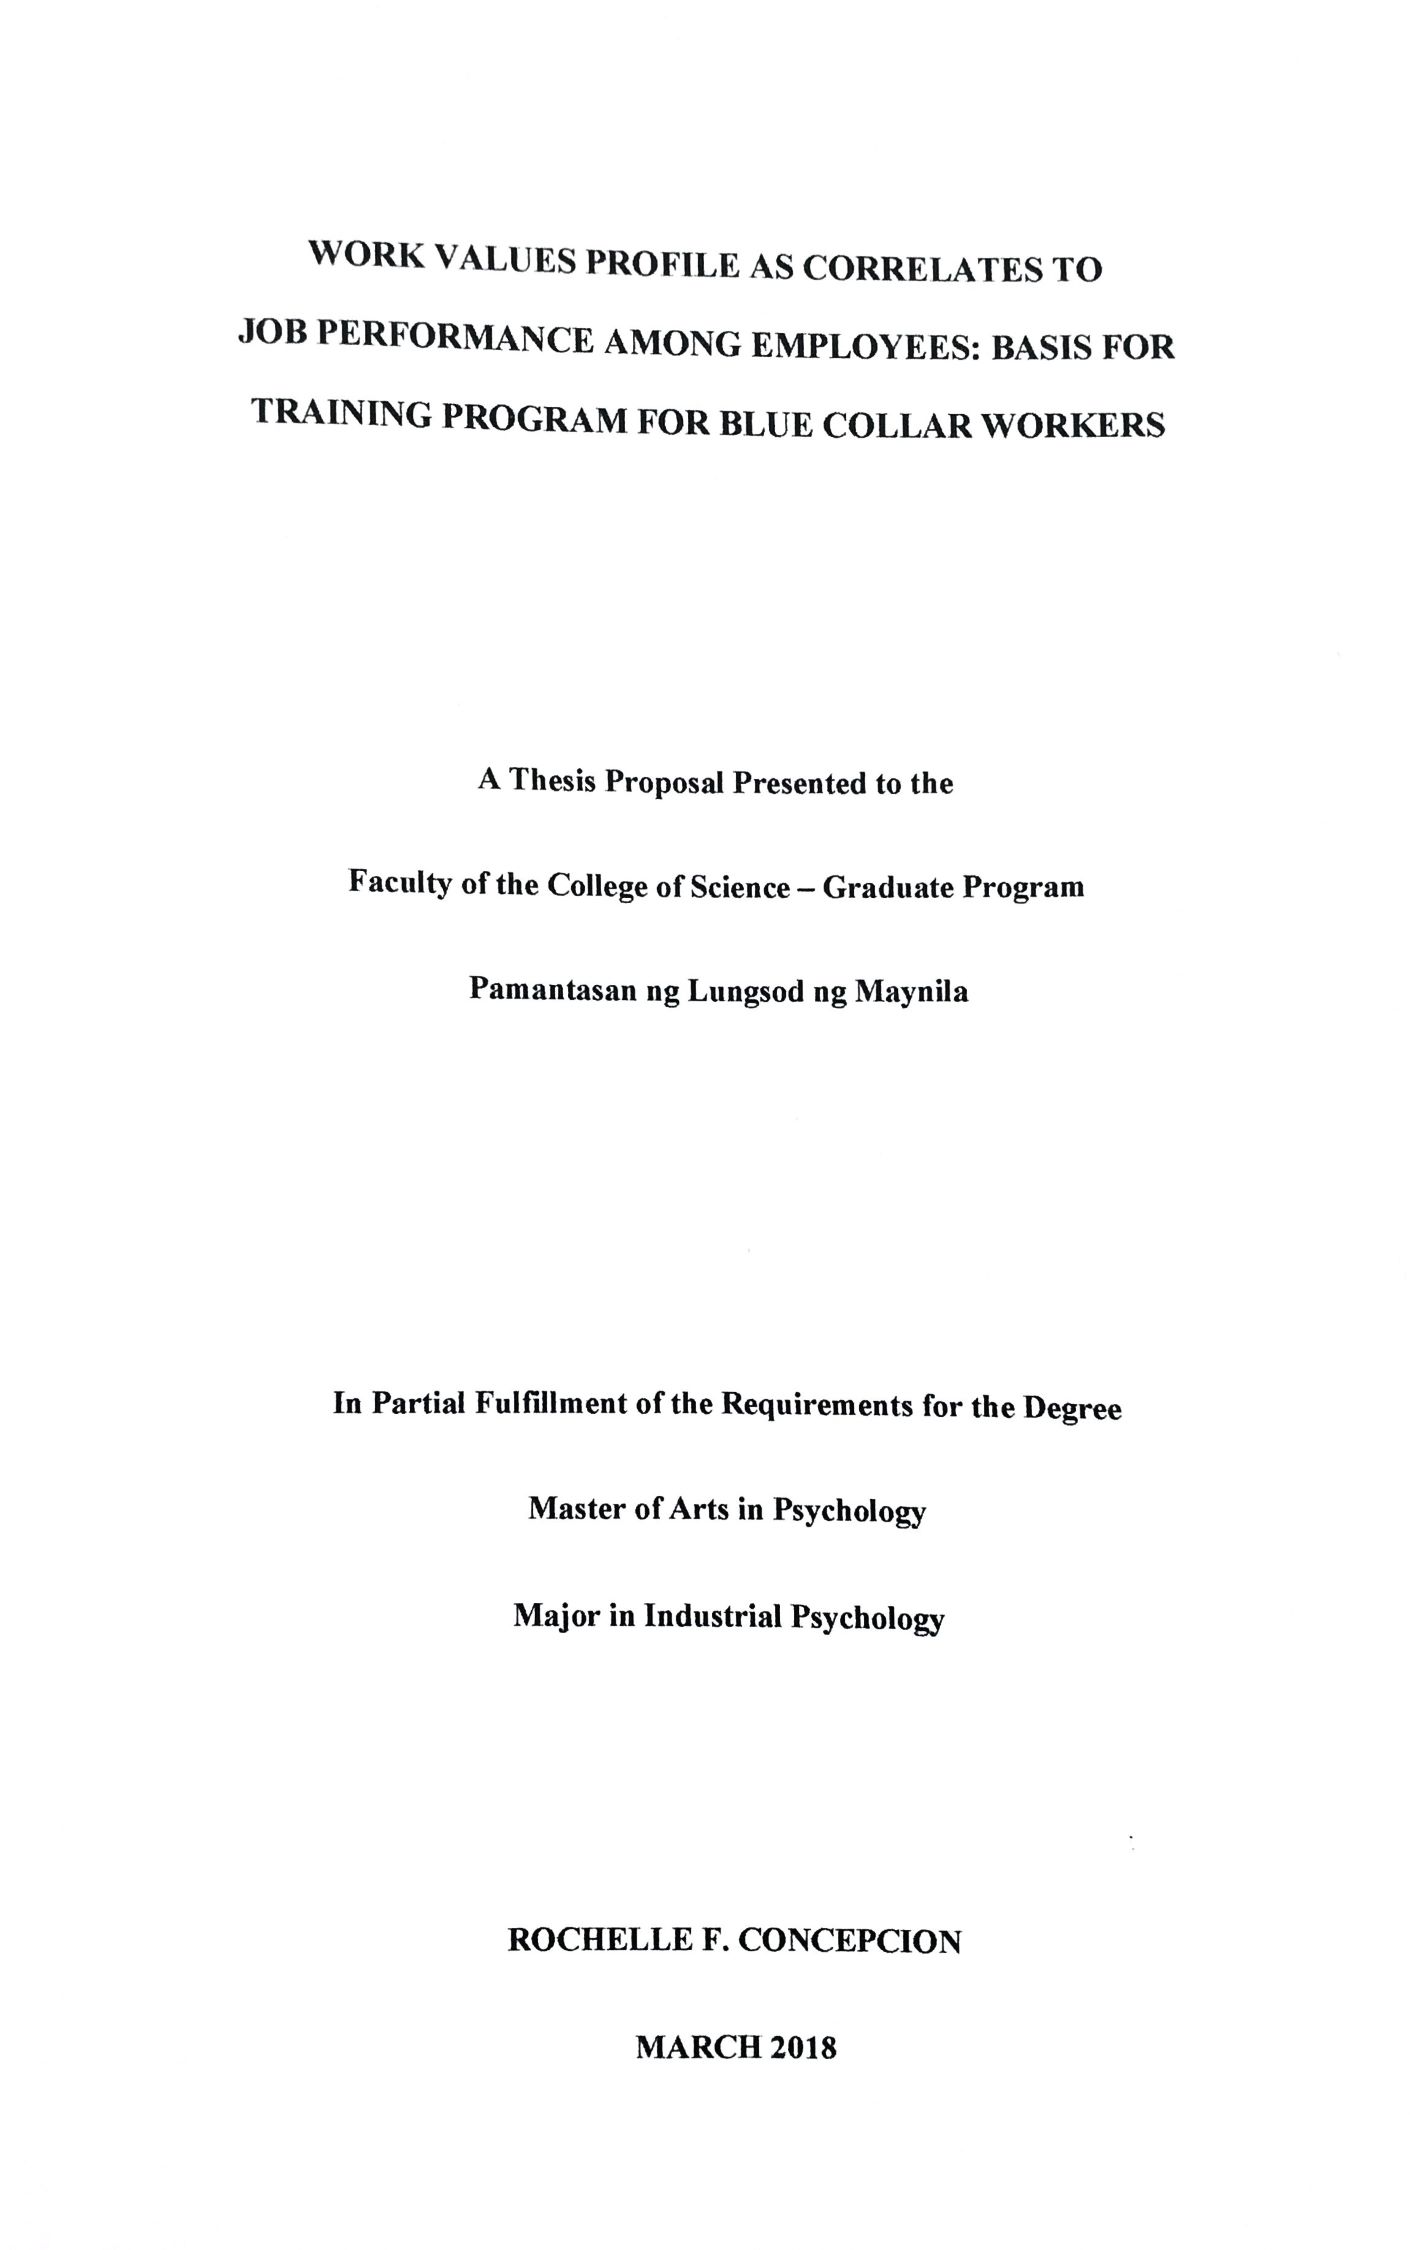 WORK VALUES PROFILE AS CORRELATES TO
JOB PERFORMANCE AMONG EMPLOYEES: BASIS FOR
TRAINING PROGRAM FOR BLUE COLLAR WORKERS
A Thesis Proposal Presented to the
Faculty of the College of Science – Graduate Program
Pamantasan ng Lungsod ng Maynila
In Partial Fulfillment of the Requirements for the Degree
Master of Arts in Psychology
Major in Industrial Psychology
ROCHELLE F. CONCEPCION
MARCH 2018